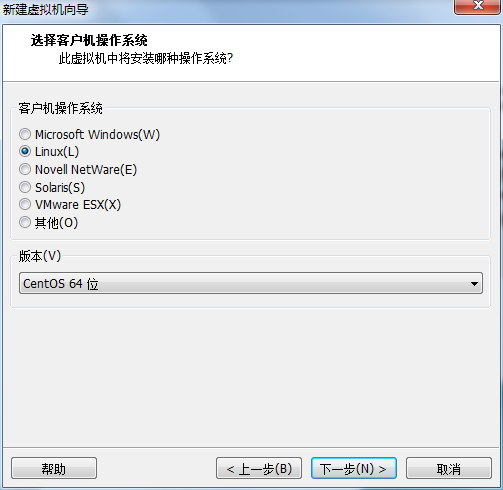 新建虚拟机向导
选择客户机操作系统
此虚拟机中将安装哪种操作系统?
客户机操作系统
Microsoft Windows(W)
Linux(L)
Novell NetWare(E)
Solaris(S)
VMware ESX(X)
其他(O)
版本(V)
CentOS 64 位
帮助
< 上一步(B)
下一步(N) >
取消